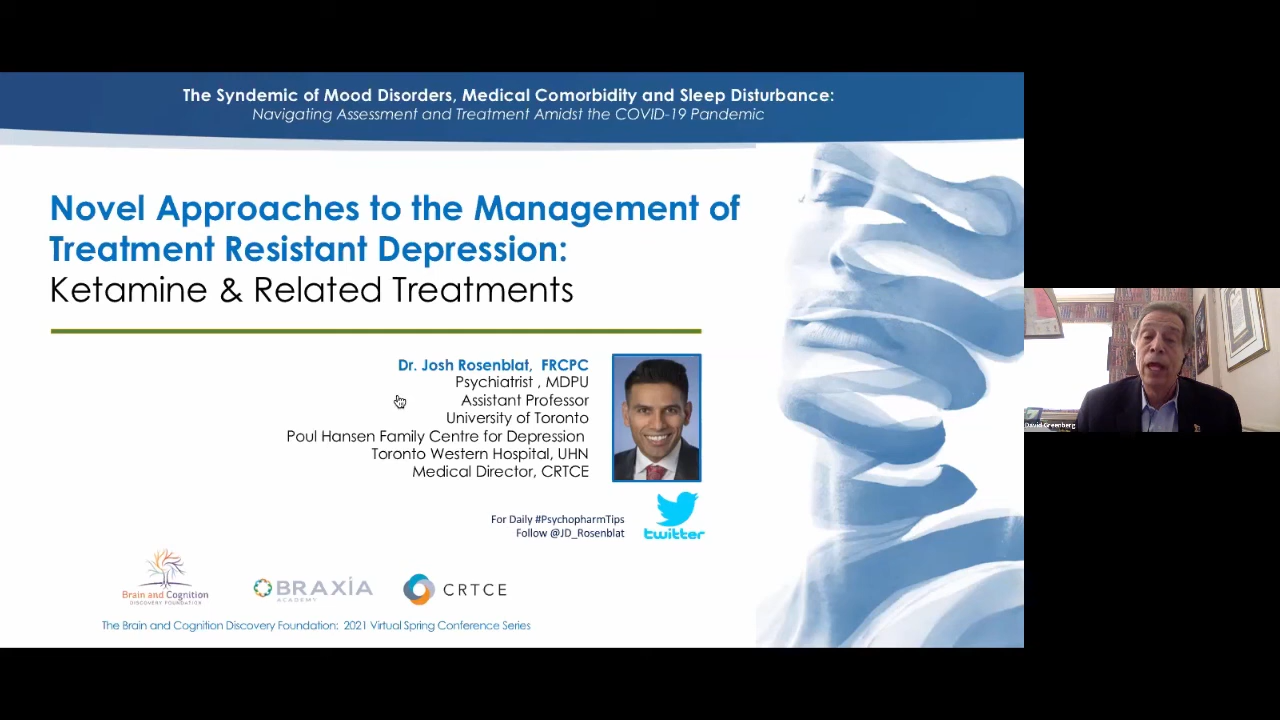 The Syndemic of Mood Disorders, Medical Comorbidity and Sleep Disturbance:
Navigating Assessment and Treatment Amidst the COVID-19 Pandemic
Novel Approaches to the Management of
Treatment Resistant Depression:
Ketamine & Related Treatments
Dr. Josh Rosenblat, FRCPC
Psychiatrist , MDPU
Assistant Professor
University of Toronto
Poul Hansen Family Centre for Depression
Toronto Western Hospital, UHN
Medical Director, CRTCE
For Daily #PsychopharmTips
Follow @JD_Rosenblat
twitter
Brain and Cognition
DISCOVERY FOUNDATION
BRAXIA
ACADEMY
CRTCE
The Brain and Cognition Discovery Foundation: 2021 Virtual Spring Conference Series
David Greenberg